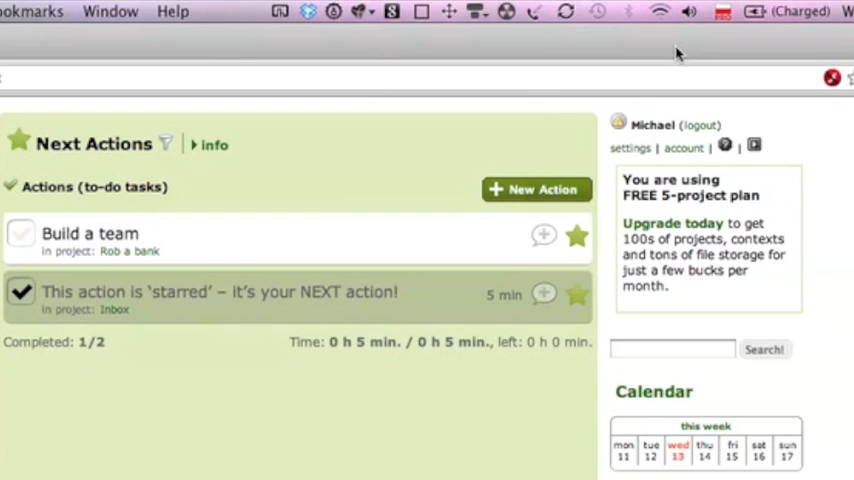 ookmarks Window Help (Charged) W
Next Actions info
Actions (to-do tasks)
New Action
Build a team
in project: Rob a bank
This action is ‘starred’ – it’s your NEXT action!
5 min
in project: Inbox
Completed: 1/2
Time: 0 h 5 min. / 0 h 5 min., left: 0 h 0 min.
Michael (logout)
settings | account | ? |
You are using
FREE 5-project plan
Upgrade today to get
100s of projects, contexts
and tons of file storage for
just a few bucks per
month.
Search!
Calendar
this week
mon tue wed thu fri sat sun
11 12 13 14 15 16 17